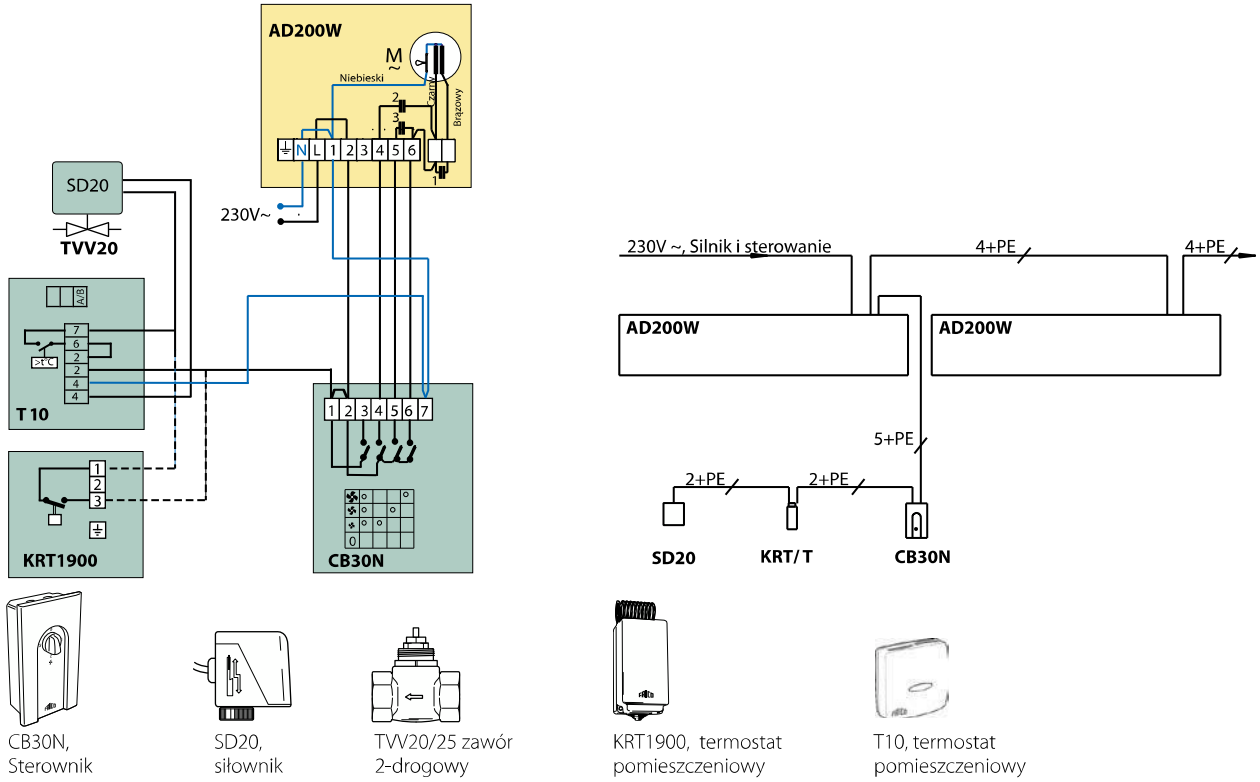 AD200W
M
~
Niebieski
Czarny
Brązowy
2
3
N L 1 2 3 4 5 6
1
230V~
SD20
TVV20
A/B
7
6
2
2
4
4
>t°C
T 10
1
2
3
KRT1900
1 2 3 4 5 6 7
0
CB30N
230V ~, Silnik i sterowanie
4+PE
4+PE
AD200W
AD200W
5+PE
2+PE
2+PE
SD20
KRT/T
CB30N
FRICO
FRICO
FRICO
CB30N,
Sterownik
SD20,
siłownik
TVV20/25 zawór
2-drogowy
KRT1900, termostat
pomieszczeniowy
T10, termostat
pomieszczeniowy